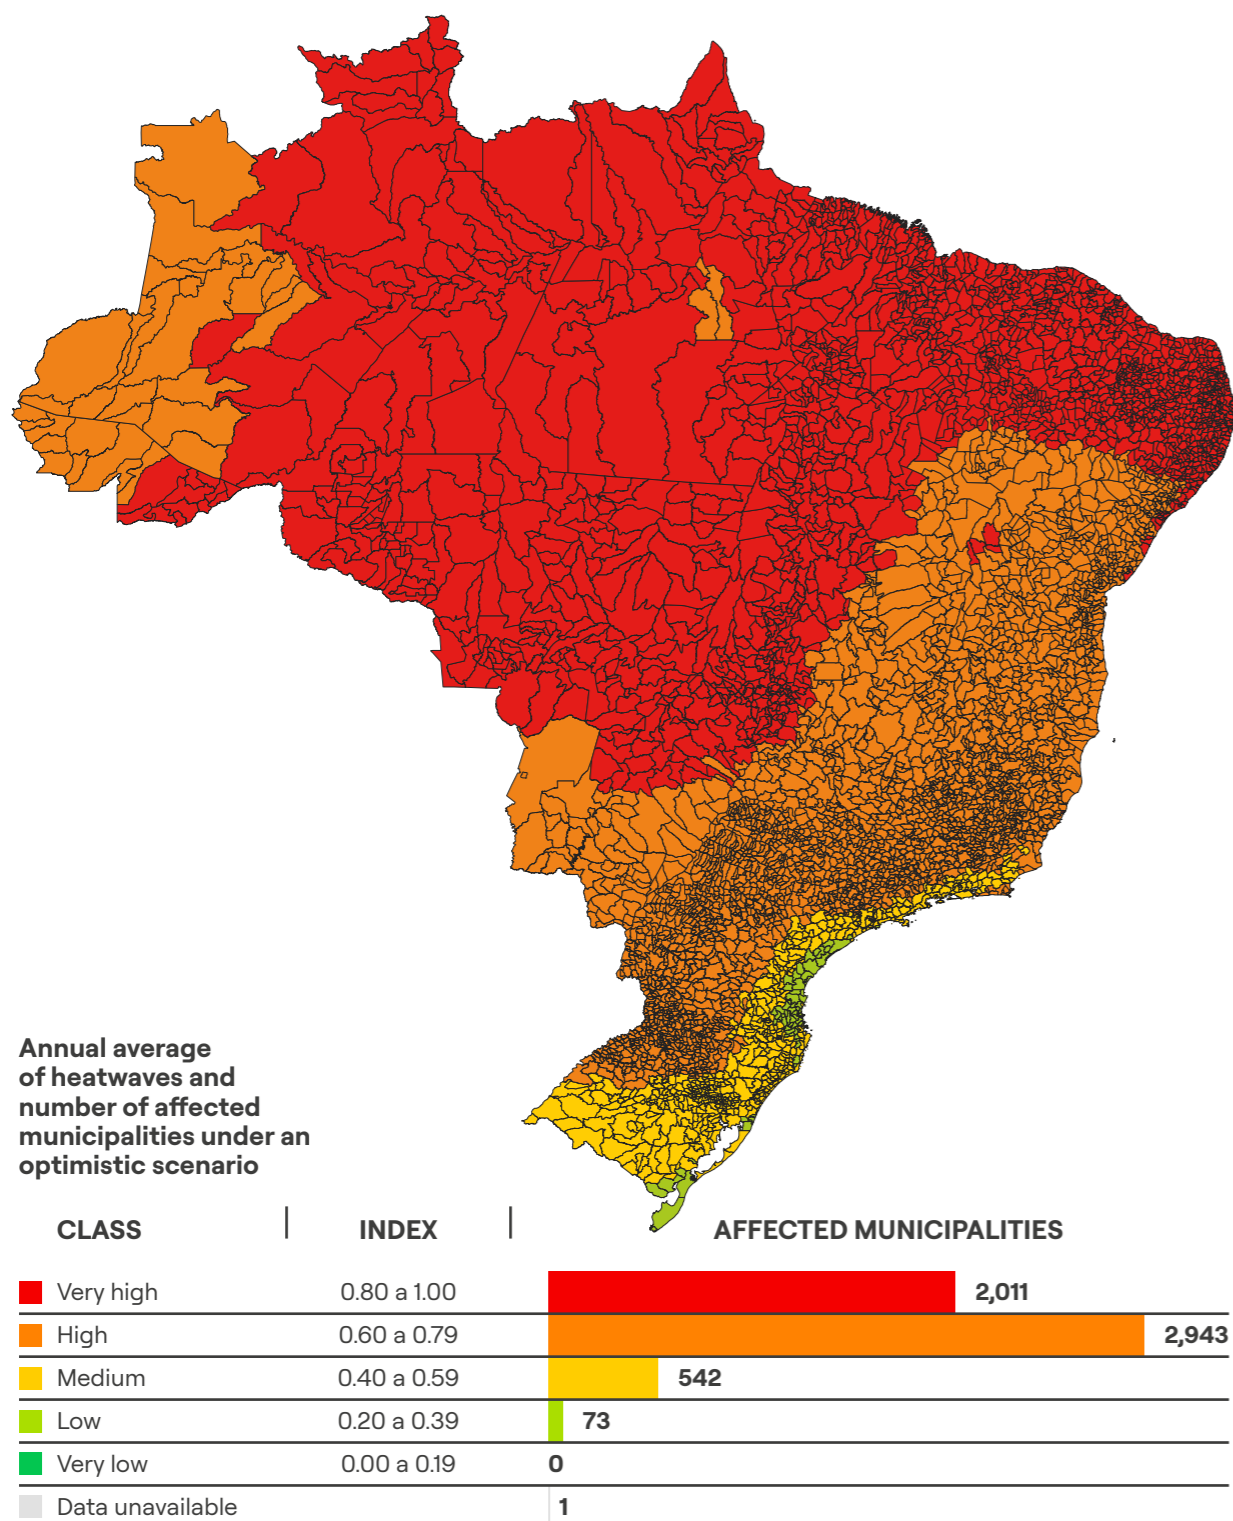 Annual average
of heatwaves and
number of affected
municipalities under an
optimistic scenario
CLASS | INDEX | AFFECTED MUNICIPALITIES
Very high 0.80 a 1.00 2,011
High 0.60 a 0.79 2,943
Medium 0.40 a 0.59 542
Low 0.20 a 0.39 73
Very low 0.00 a 0.19 0
Data unavailable 1